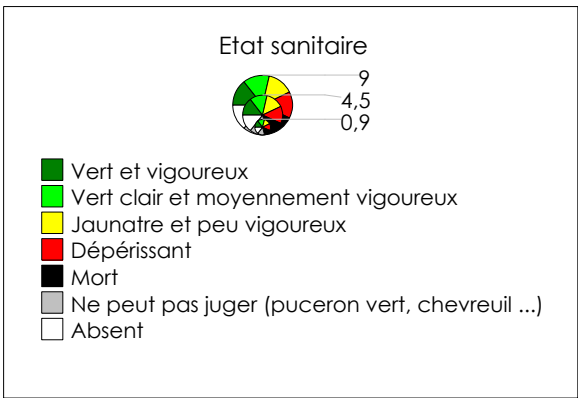 Etat sanitaire
9
4,5
0,9
Vert et vigoureux
Vert clair et moyennement vigoureux
Jaunatre et peu vigoureux
Dépérissant
Mort
Ne peut pas juger (puceron vert, chevreuil ...)
Absent